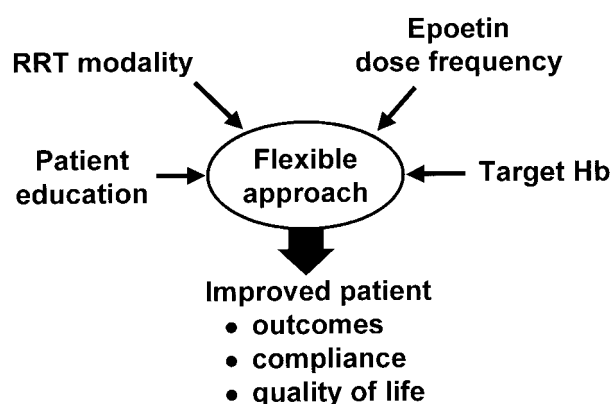 RRT modality
Epoetin
dose frequency
Patient
education
Flexible
approach
Target Hb
Improved patient
• outcomes
• compliance
• quality of life